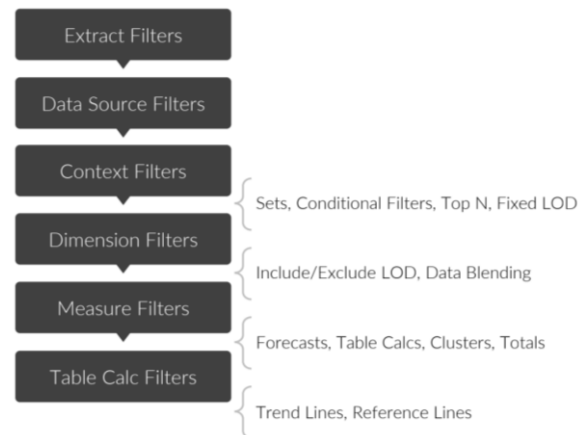 Extract Filters
Data Source Filters
Context Filters
Sets, Conditional Filters, Top N, Fixed LOD
Dimension Filters
Include/Exclude LOD, Data Blending
Measure Filters
Forecasts, Table Calcs, Clusters, Totals
Table Calc Filters
Trend Lines, Reference Lines